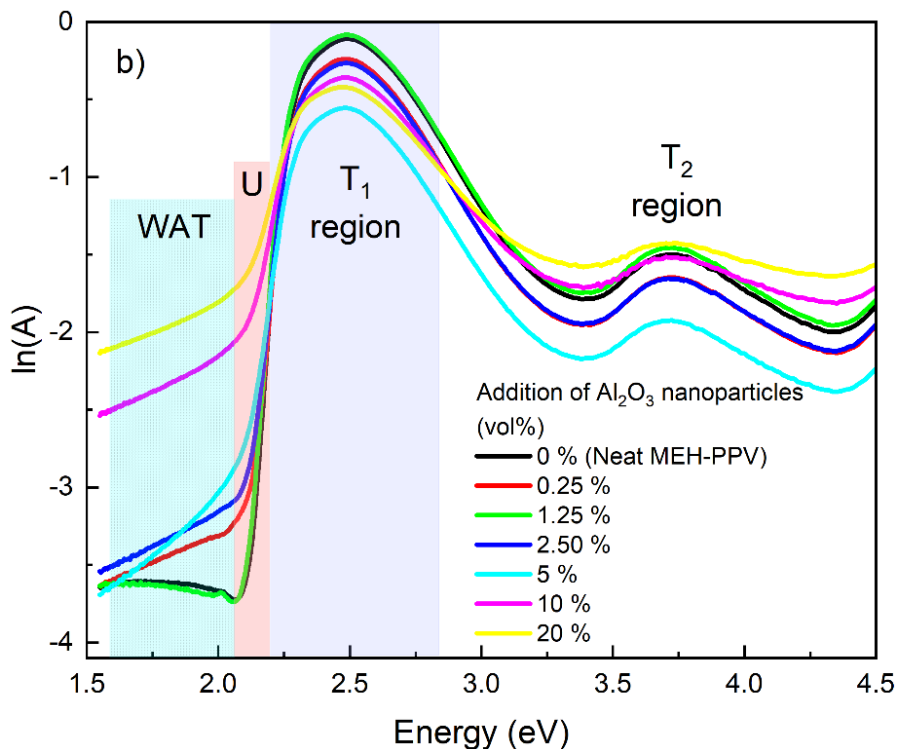 b)
WAT
U
T₁
region
T₂
region
ln(A)
0
-1
-2
-3
-4
Addition of Al₂O₃ nanoparticles
(vol%)
0 % (Neat MEH-PPV)
0.25 %
1.25 %
2.50 %
5 %
10 %
20 %
1.5 2.0 2.5 3.0 3.5 4.0 4.5
Energy (eV)